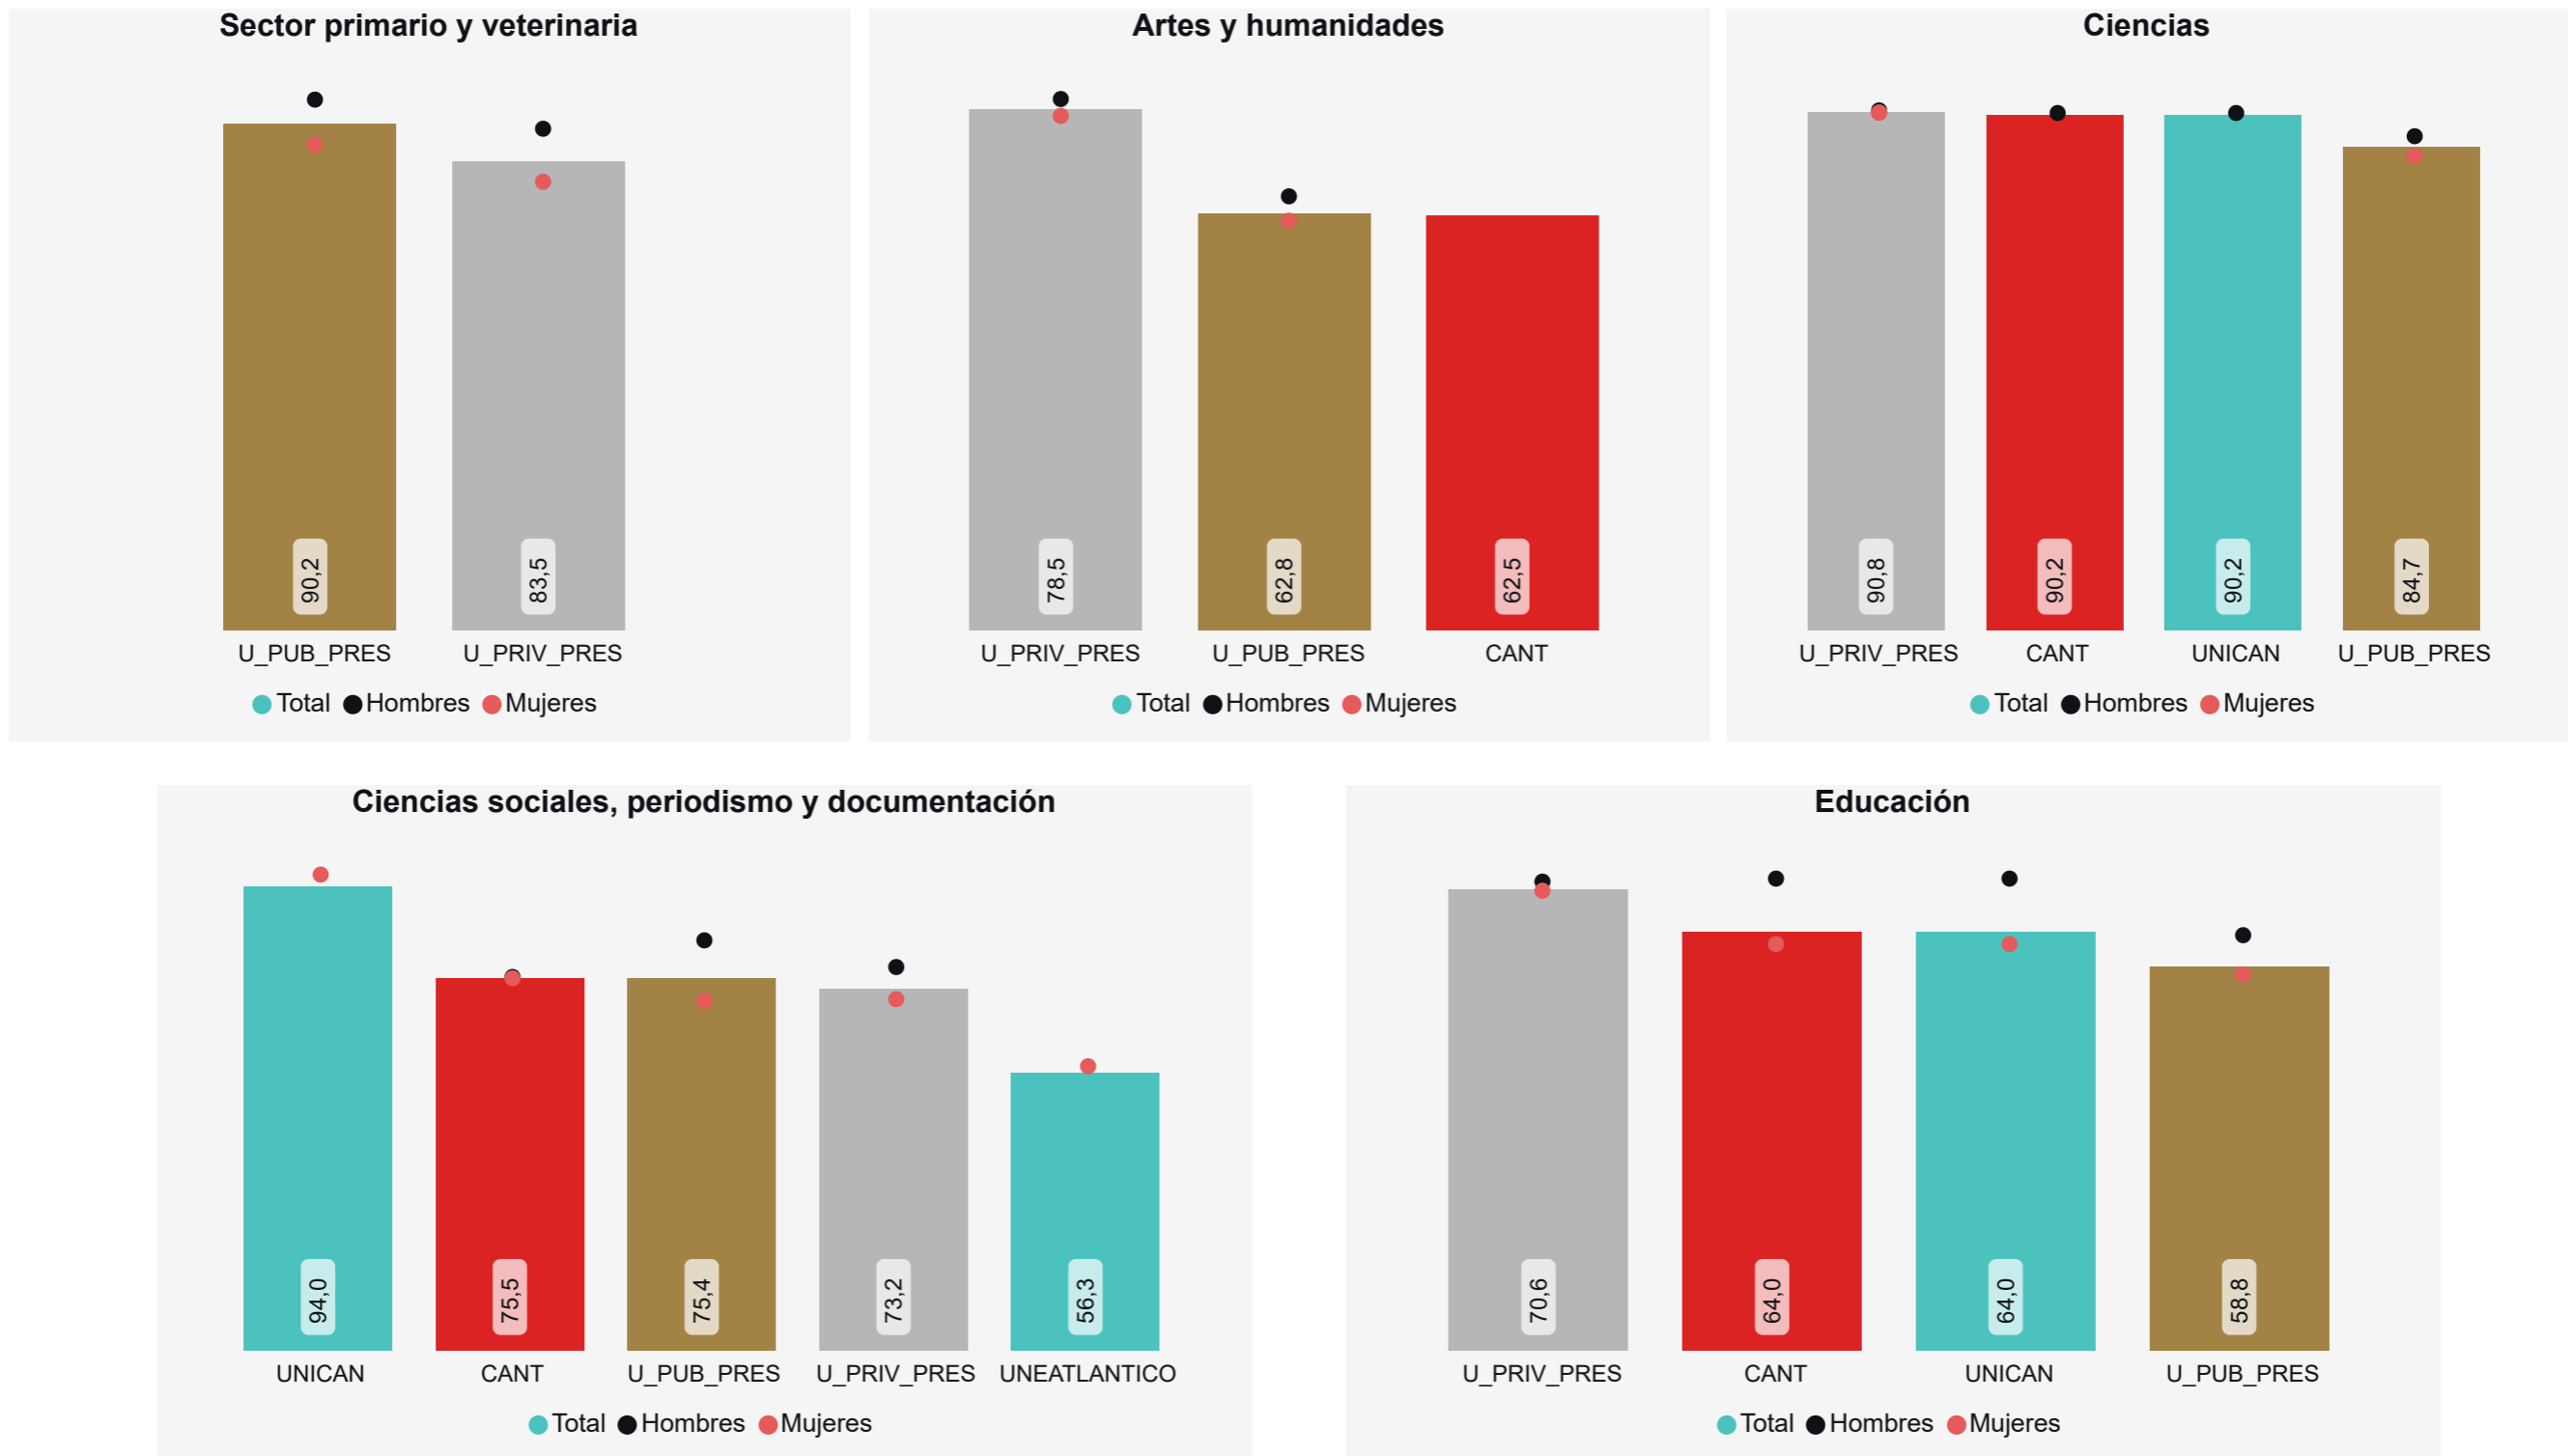 Sector primario y veterinaria
90,2
83,5
U_PUB_PRES
U_PRIV_PRES
Total Hombres Mujeres
Artes y humanidades
78,5
62,8
62,5
U_PRIV_PRES
U_PUB_PRES
CANT
Total Hombres Mujeres
Ciencias
90,8
90,2
90,2
84,7
U_PRIV_PRES
CANT
UNICAN
U_PUB_PRES
Total Hombres Mujeres
Ciencias sociales, periodismo y documentación
94,0
75,5
75,4
73,2
56,3
UNICAN
CANT
U_PUB_PRES
U_PRIV_PRES
UNEATLANTICO
Total Hombres Mujeres
Educación
70,6
64,0
64,0
58,8
U_PRIV_PRES
CANT
UNICAN
U_PUB_PRES
Total Hombres Mujeres